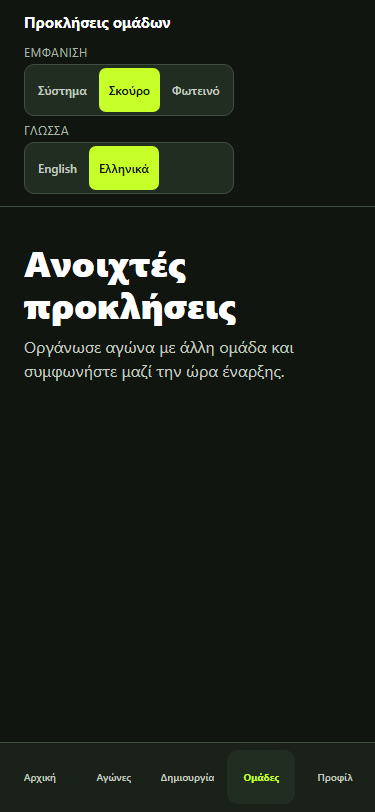 Προκλήσεις ομάδων
ΕΜΦΑΝΙΣΗ
Σύστημα Σκούρο Φωτεινό
ΓΛΩΣΣΑ
English Ελληνικά
Ανοιχτές
προκλήσεις
Οργάνωσε αγώνα με άλλη ομάδα και
συμφωνήστε μαζί την ώρα έναρξης.
Αρχική Αγώνες Δημιουργία Ομάδες Προφίλ